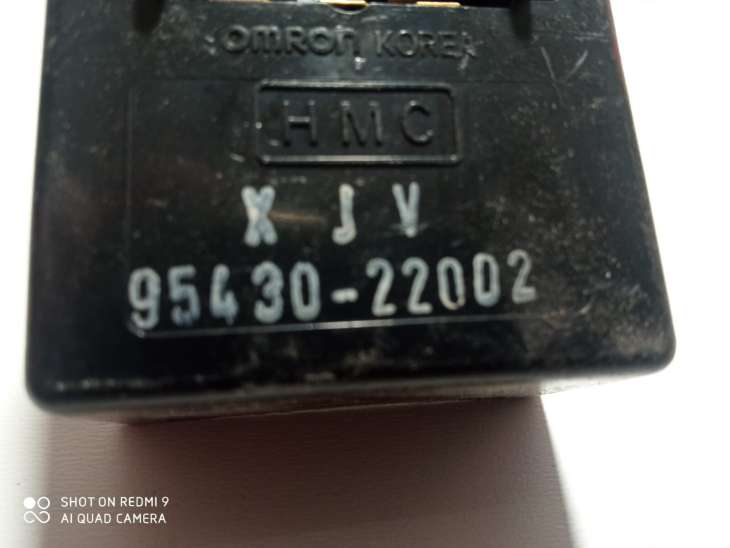 omron KOREA
HMC
X J V
95430-22002
SHOT ON REDMI 9
AI QUAD CAMERA